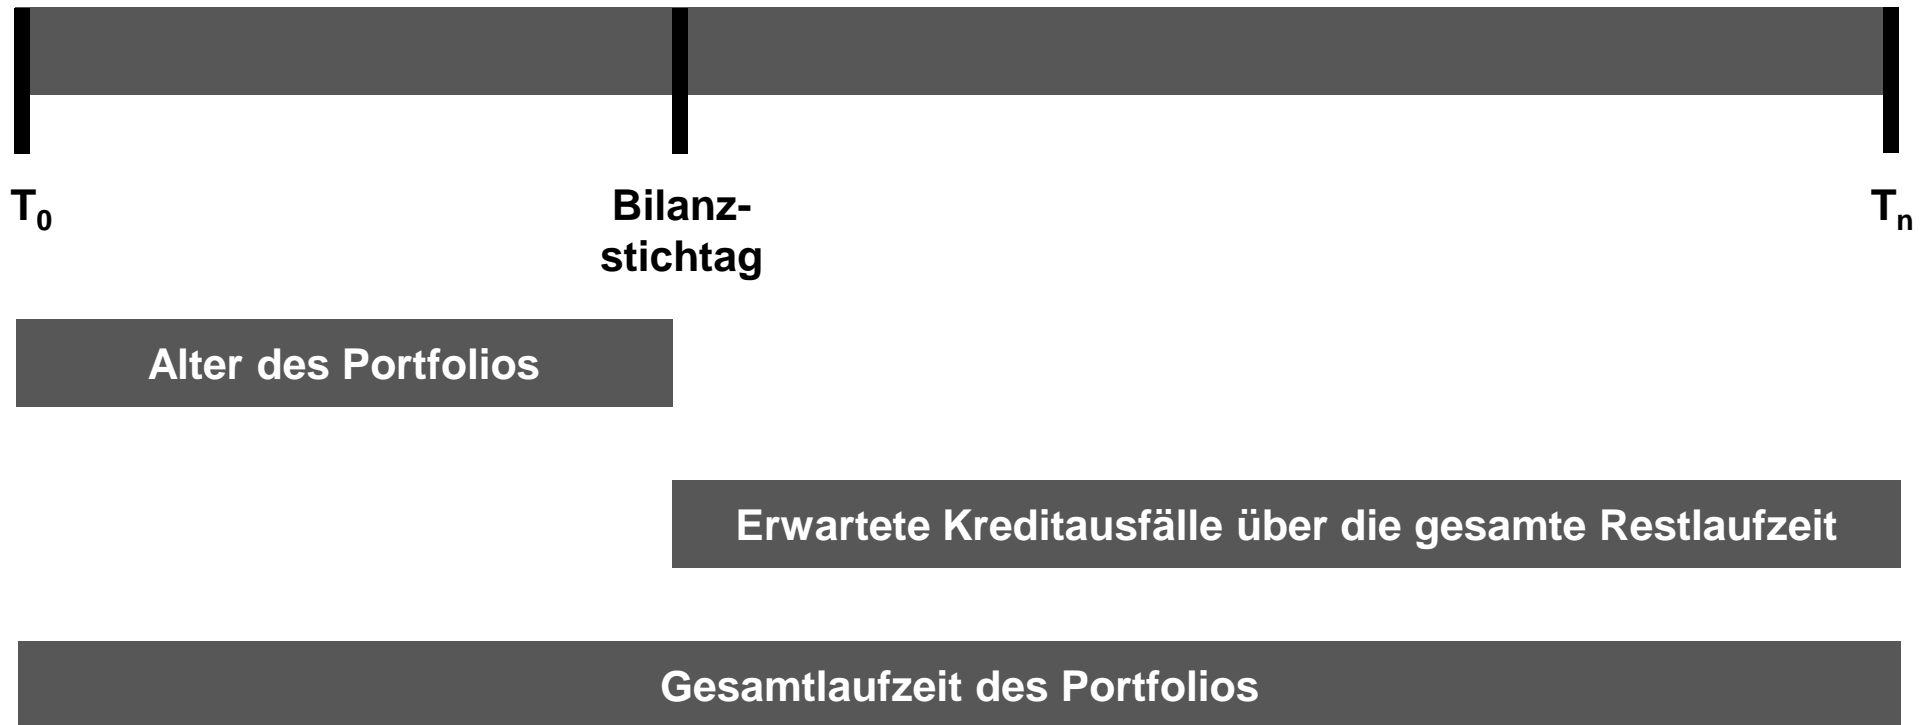 T0
Bilanz-
stichtag
Tn
Alter des Portfolios
Erwartete Kreditausfälle über die gesamte Restlaufzeit
Gesamtlaufzeit des Portfolios